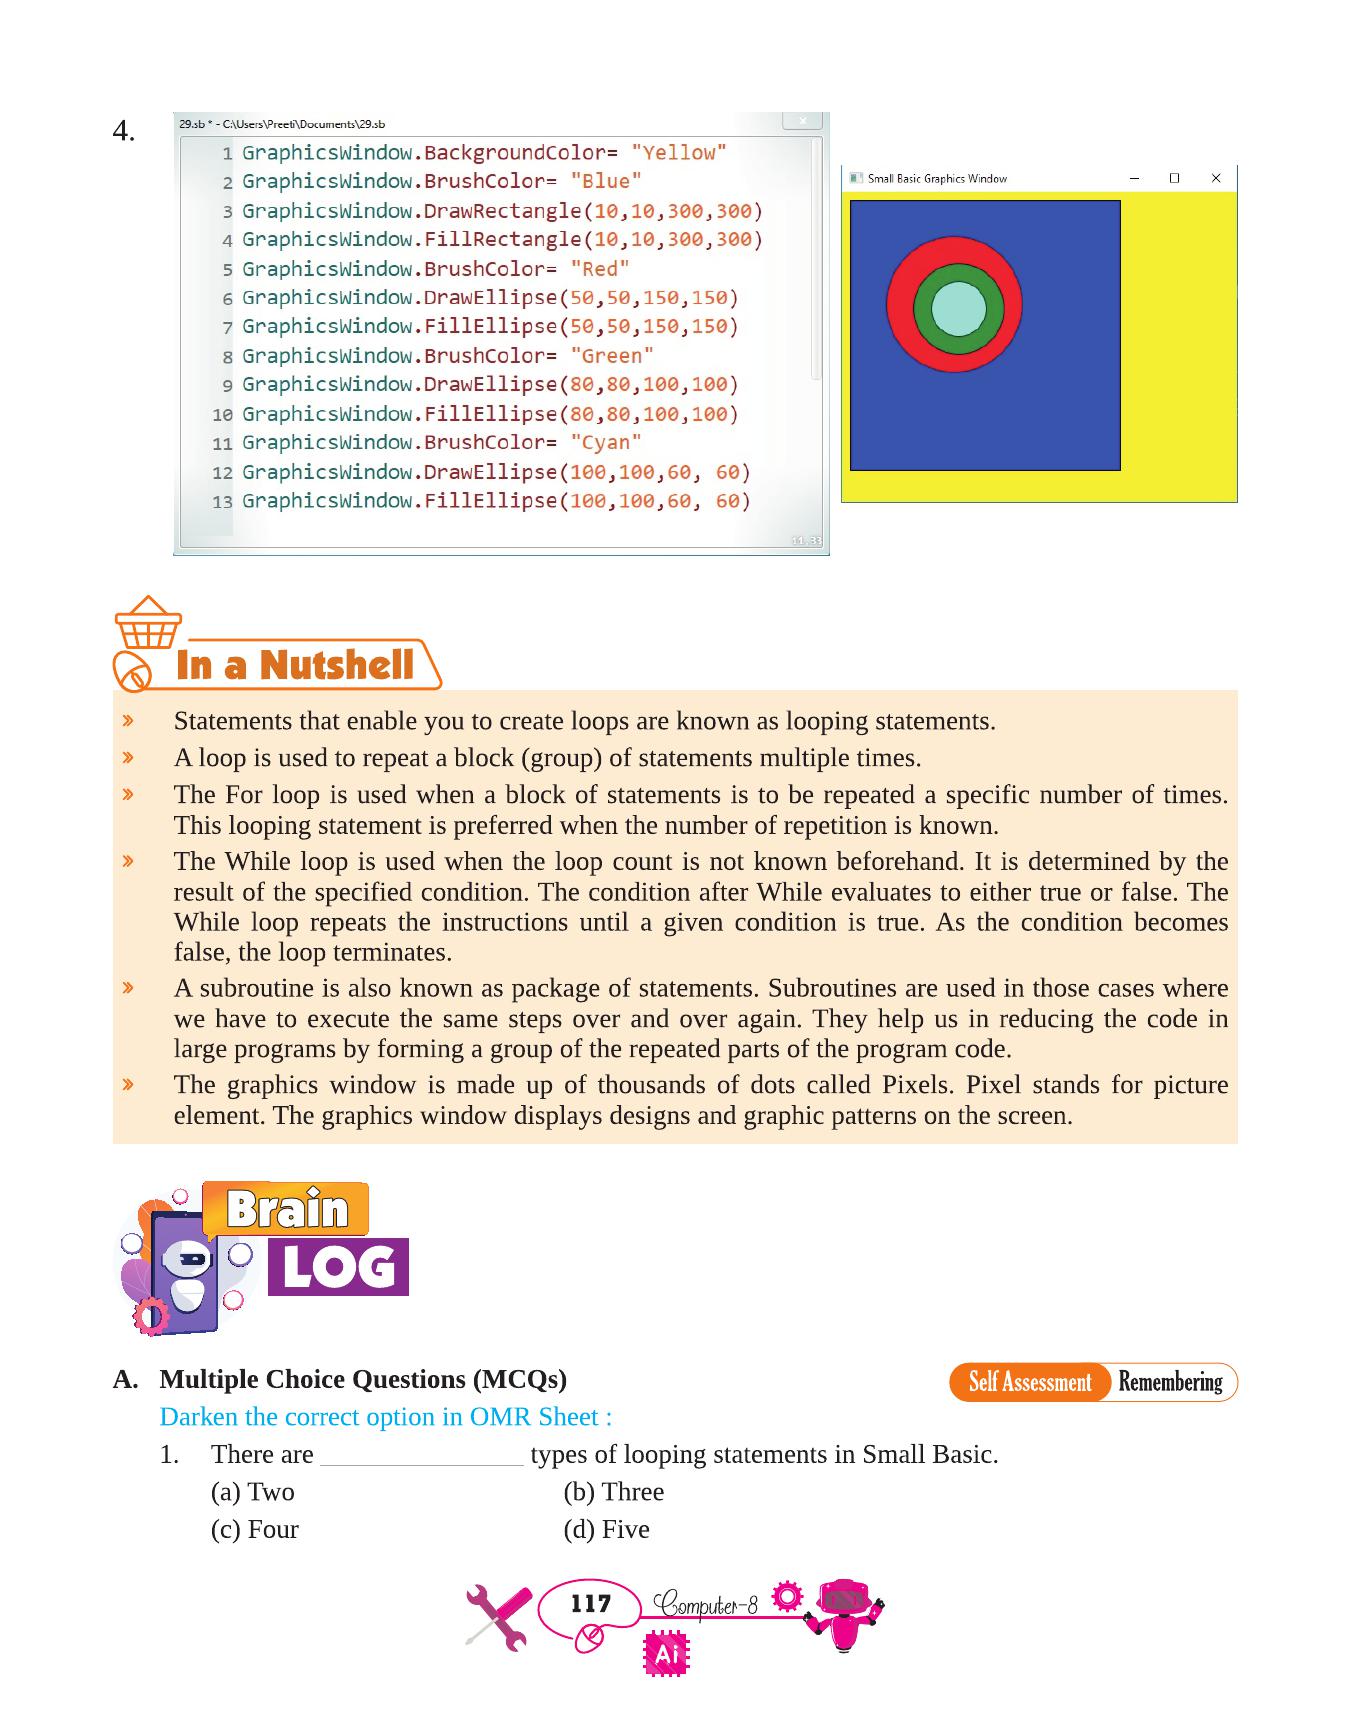 4.
29.sb * - C:\Users\Preeti\Documents\29.sb
1 GraphicsWindow.BackgroundColor= "Yellow"
2 GraphicsWindow.BrushColor= "Blue"
3 GraphicsWindow.DrawRectangle(10,10,300,300)
4 GraphicsWindow.FillRectangle(10,10,300,300)
5 GraphicsWindow.BrushColor= "Red"
6 GraphicsWindow.DrawEllipse(50,50,150,150)
7 GraphicsWindow.FillEllipse(50,50,150,150)
8 GraphicsWindow.BrushColor= "Green"
9 GraphicsWindow.DrawEllipse(80,80,100,100)
10 GraphicsWindow.FillEllipse(80,80,100,100)
11 GraphicsWindow.BrushColor= "Cyan"
12 GraphicsWindow.DrawEllipse(100,100,60, 60)
13 GraphicsWindow.FillEllipse(100,100,60, 60)
11,33
Small Basic Graphics Window
In a Nutshell
Statements that enable you to create loops are known as looping statements.
A loop is used to repeat a block (group) of statements multiple times.
The For loop is used when a block of statements is to be repeated a specific number of times.
This looping statement is preferred when the number of repetition is known.
The While loop is used when the loop count is not known beforehand. It is determined by the
result of the specified condition. The condition after While evaluates to either true or false. The
While loop repeats the instructions until a given condition is true. As the condition becomes
false, the loop terminates.
A subroutine is also known as package of statements. Subroutines are used in those cases where
we have to execute the same steps over and over again. They help us in reducing the code in
large programs by forming a group of the repeated parts of the program code.
The graphics window is made up of thousands of dots called Pixels. Pixel stands for picture
element. The graphics window displays designs and graphic patterns on the screen.
Brain
LOG
A. Multiple Choice Questions (MCQs)
Self Assessment Remembering
Darken the correct option in OMR Sheet :
1. There are _______________ types of looping statements in Small Basic.
(a) Two (b) Three
(c) Four (d) Five
117 Computer-8
Ai